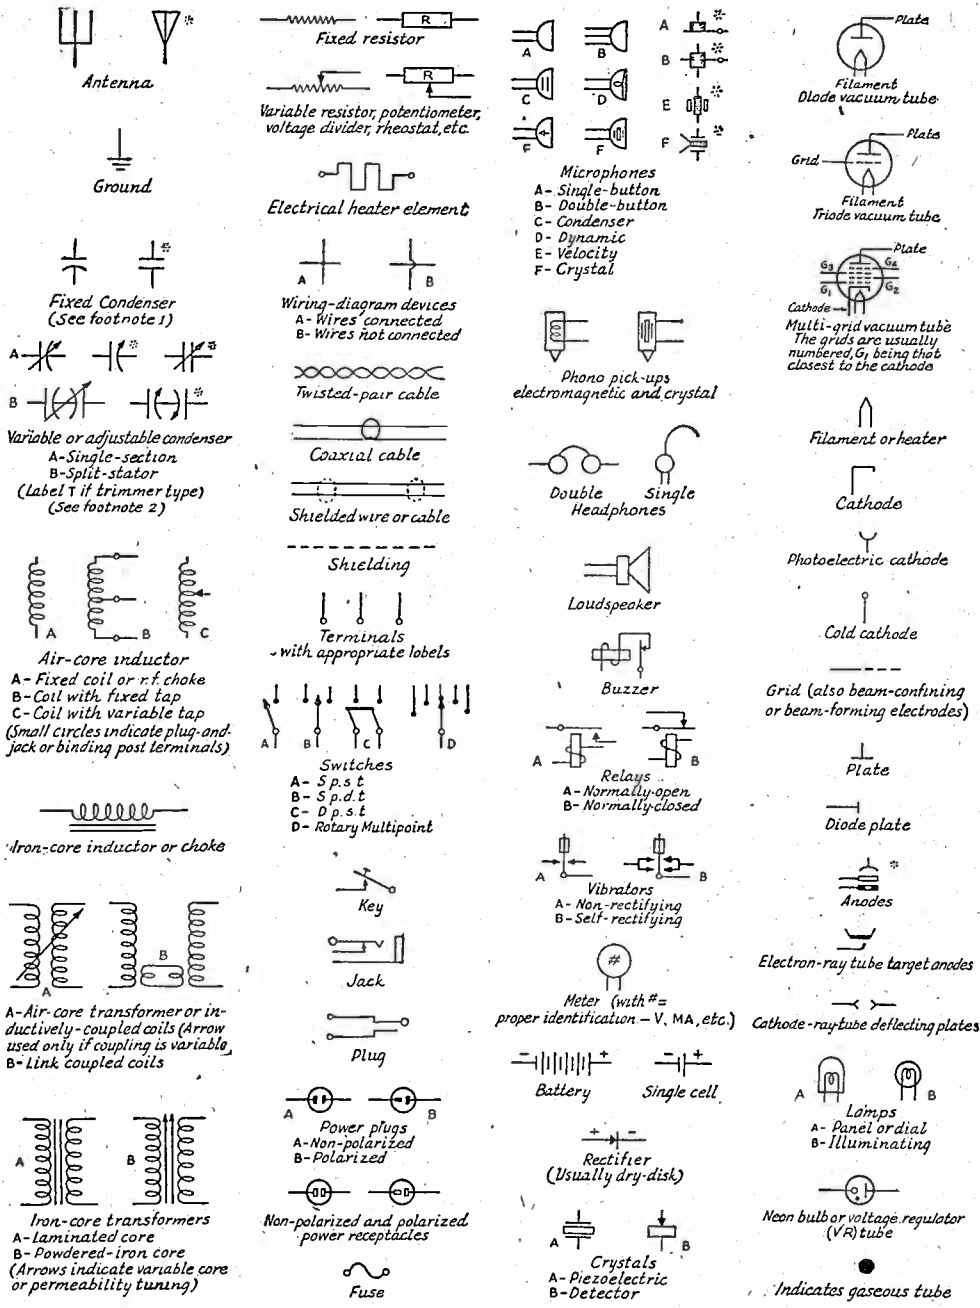 Antenna
Ground
Fixed Condenser
(See footnote 1)
A
B
Variable or adjustable condenser
A-Single-section
B-Split-stator
(Label T if trimmer type)
(See footnote 2)
A
B
C
Air-core inductor
A- Fixed coil or r.f. choke
B-Coil with fixed tap
C-Coil with variable tap
(Small circles indicate plug-and-
jack or binding post terminals)
Iron-core inductor or choke
A
B
A-Air-core transformer or in-
ductively-coupled coils (Arrow
used only if coupling is variable)
B-Link coupled coils
A
B
Iron-core transformers
A-Laminated core
B- Powdered-iron core
(Arrows indicate variable core
or permeability tuning)
R
Fixed resistor
R
Variable resistor, potentiometer,
voltage divider, rheostat, etc.
Electrical heater element
A
B
Wiring-diagram devices
A- Wires connected
B- Wires not connected
Twisted-pair cable
Coaxial cable
Shielded wire or cable
Shielding
Terminals
with appropriate labels
A
B
C
D
Switches
A- S p.s t
B- S p.d.t
C- D p.s.t
D- Rotary Multipoint
Key
Jack
Plug
A
B
Power plugs
A-Non-polarized
B-Polarized
Non-polarized and polarized
power receptacles
Fuse
A
B
C
D
F
F
A
B
E
F
Microphones
A- Single-button
B- Double-button
C- Condenser
D- Dynamic
E- Velocity
F- Crystal
Phono pick-ups
electromagnetic and crystal
Double Single
Headphones
Loudspeaker
Buzzer
A
B
Relays
A-Normally-open
B-Normally-closed
A
B
Vibrators
A- Non-rectifying
B-Self-rectifying
#
Meter (with #=
proper identification - V, MA, etc.)
- + - +
Battery Single cell
+ -
Rectifier
(Usually dry-disk)
A
B
Crystals
A-Piezoelectric
B-Detector
Plate
Filament
Diode vacuum tube
Plate
Grid
Filament
Triode vacuum tube
Plate
G3 G4
G1 G2
Cathode
Multi-grid vacuum tube
The grids are usually
numbered, G1 being that
closest to the cathode
Filament or heater
Cathode
Photoelectric cathode
Cold cathode
Grid (also beam-confining
or beam-forming electrodes)
Plate
Diode plate
Anodes
Electron-ray tube target anodes
Cathode-ray-tube deflecting plates
A
B
Lamps
A- Panel or dial
B- Illuminating
Neon bulb or voltage regulator
(VR) tube
Indicates gaseous tube